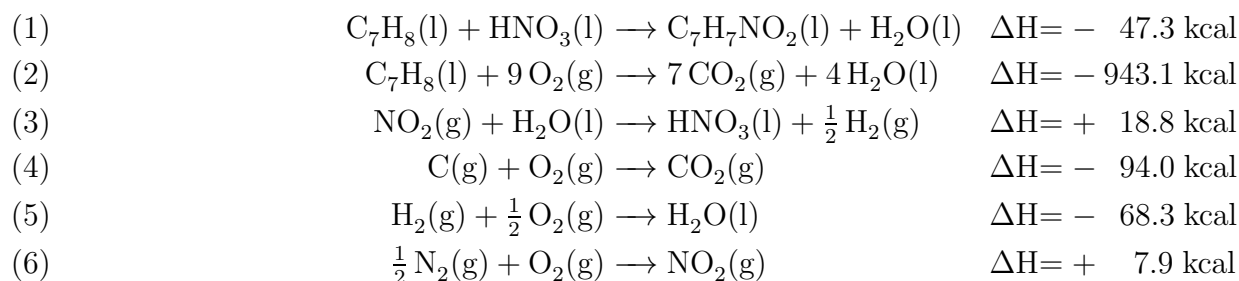 (1) C₇H₈(l) + HNO₃(l) ⟶ C₇H₇NO₂(l) + H₂O(l) ΔH= − 47.3 kcal
(2) C₇H₈(l) + 9 O₂(g) ⟶ 7 CO₂(g) + 4 H₂O(l) ΔH= − 943.1 kcal
(3) NO₂(g) + H₂O(l) ⟶ HNO₃(l) + ½ H₂(g) ΔH= + 18.8 kcal
(4) C(g) + O₂(g) ⟶ CO₂(g) ΔH= − 94.0 kcal
(5) H₂(g) + ½ O₂(g) ⟶ H₂O(l) ΔH= − 68.3 kcal
(6) ½ N₂(g) + O₂(g) ⟶ NO₂(g) ΔH= + 7.9 kcal